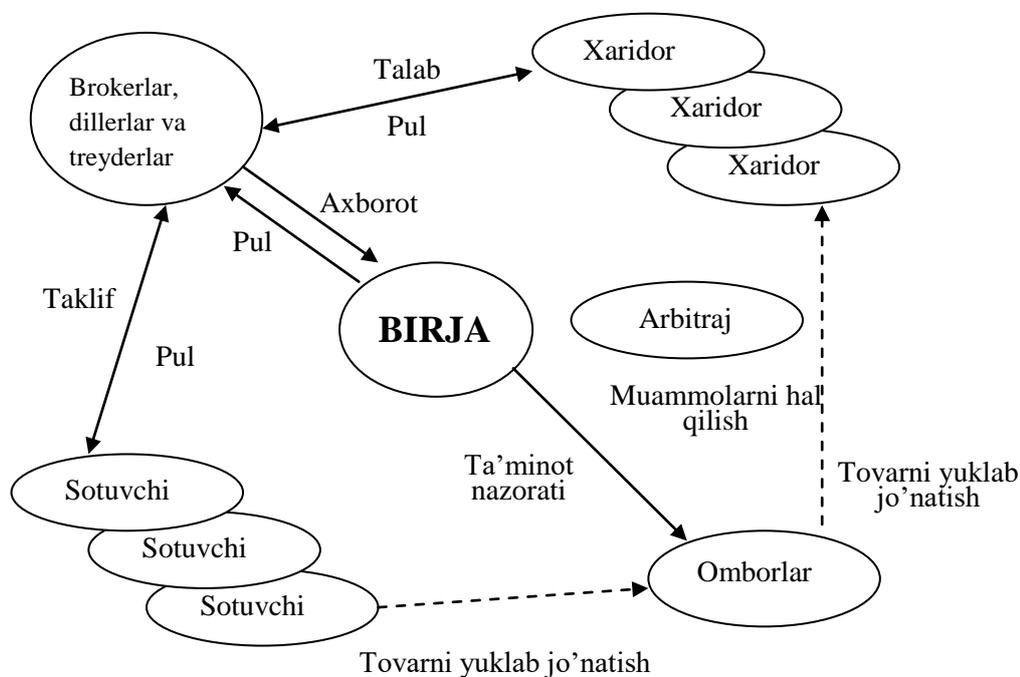 Xaridor
Talab
Brokerlar,
dillerlar va
treyderlar
Xaridor
Pul
Xaridor
Axborot
Pul
Taklif
BIRJA
Arbitraj
Pul
Muammolarni hal
qilish
Ta’minot
nazorati
Tovarni yuklab
jo’natish
Sotuvchi
Sotuvchi
Omborlar
Sotuvchi
Tovarni yuklab jo’natish